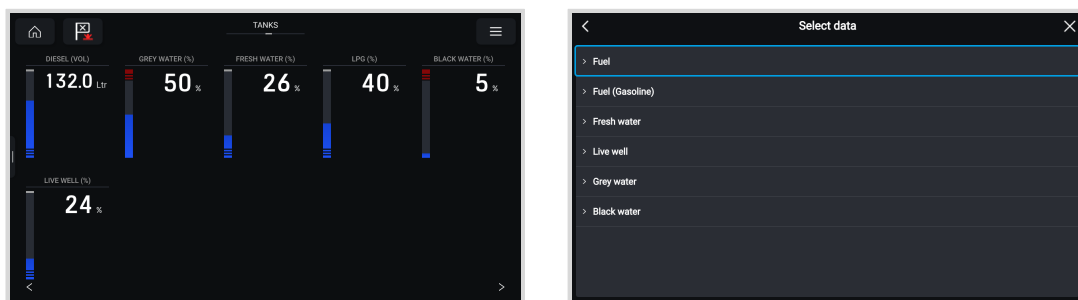 TANKS
DIESEL (VOL)
132.0 Ltr
GREY WATER (%)
50 %
FRESH WATER (%)
26 %
LPG (%)
40 %
BLACK WATER (%)
5 %
LIVE WELL (%)
24 %
Select data
Fuel
Fuel (Gasoline)
Fresh water
Live well
Grey water
Black water